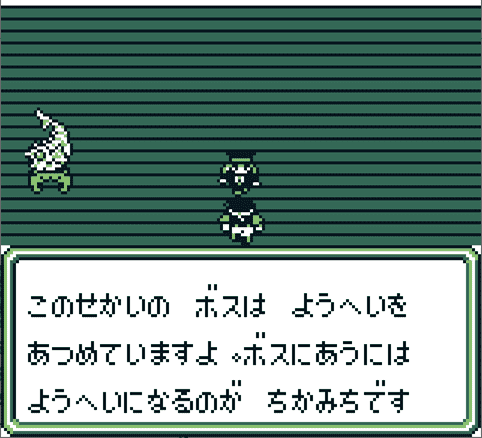 このせかいの　ボスは　ようへいを
あつめていますよ。ボスにあうには
ようへいになるのが　ちかみちです